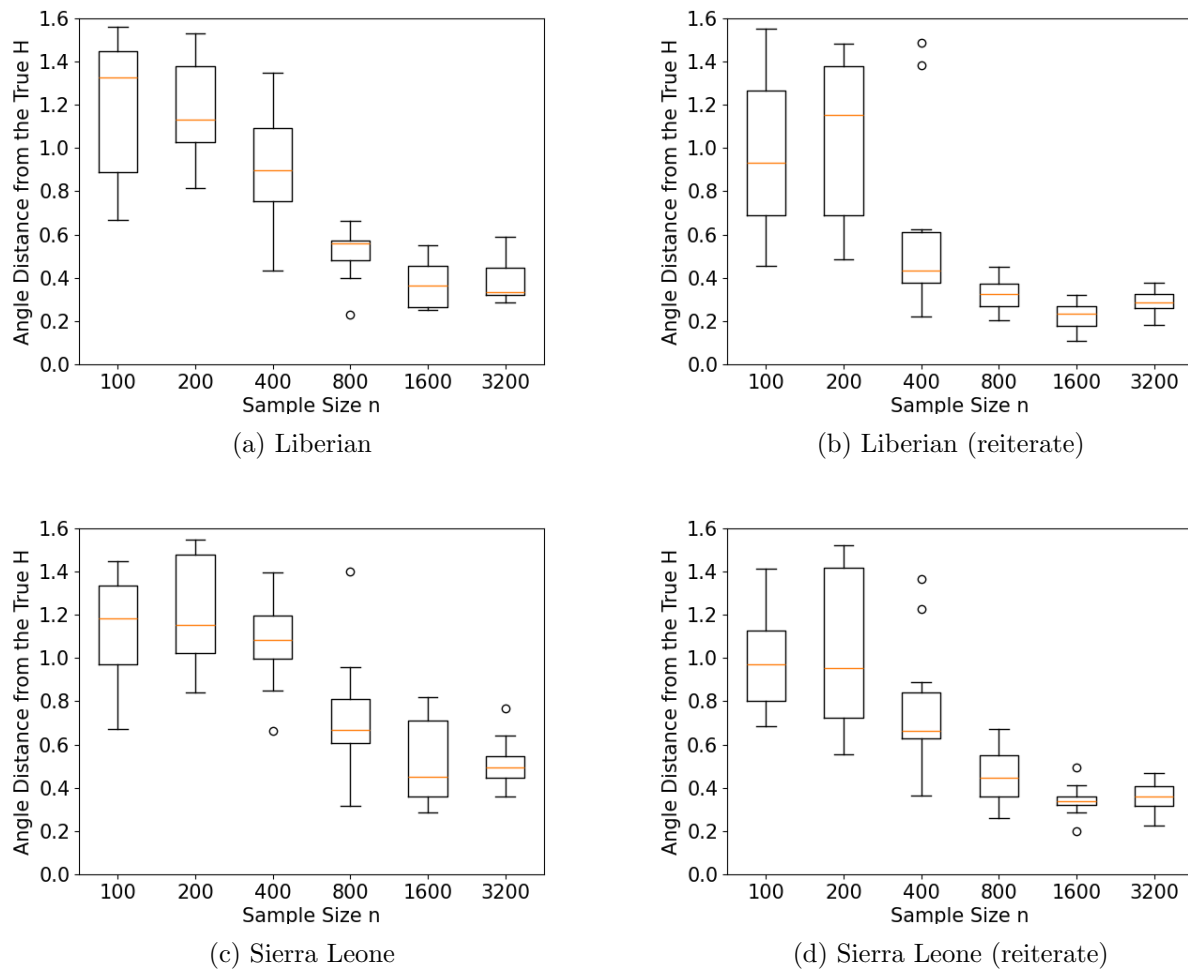 1.6
1.4
1.2
1.0
0.8
0.6
0.4
0.2
0.0
Angle Distance from the True H
100 200 400 800 1600 3200
Sample Size n
(a) Liberian
1.6
1.4
1.2
1.0
0.8
0.6
0.4
0.2
0.0
Angle Distance from the True H
100 200 400 800 1600 3200
Sample Size n
(b) Liberian (reiterate)
1.6
1.4
1.2
1.0
0.8
0.6
0.4
0.2
0.0
Angle Distance from the True H
100 200 400 800 1600 3200
Sample Size n
(c) Sierra Leone
1.6
1.4
1.2
1.0
0.8
0.6
0.4
0.2
0.0
Angle Distance from the True H
100 200 400 800 1600 3200
Sample Size n
(d) Sierra Leone (reiterate)